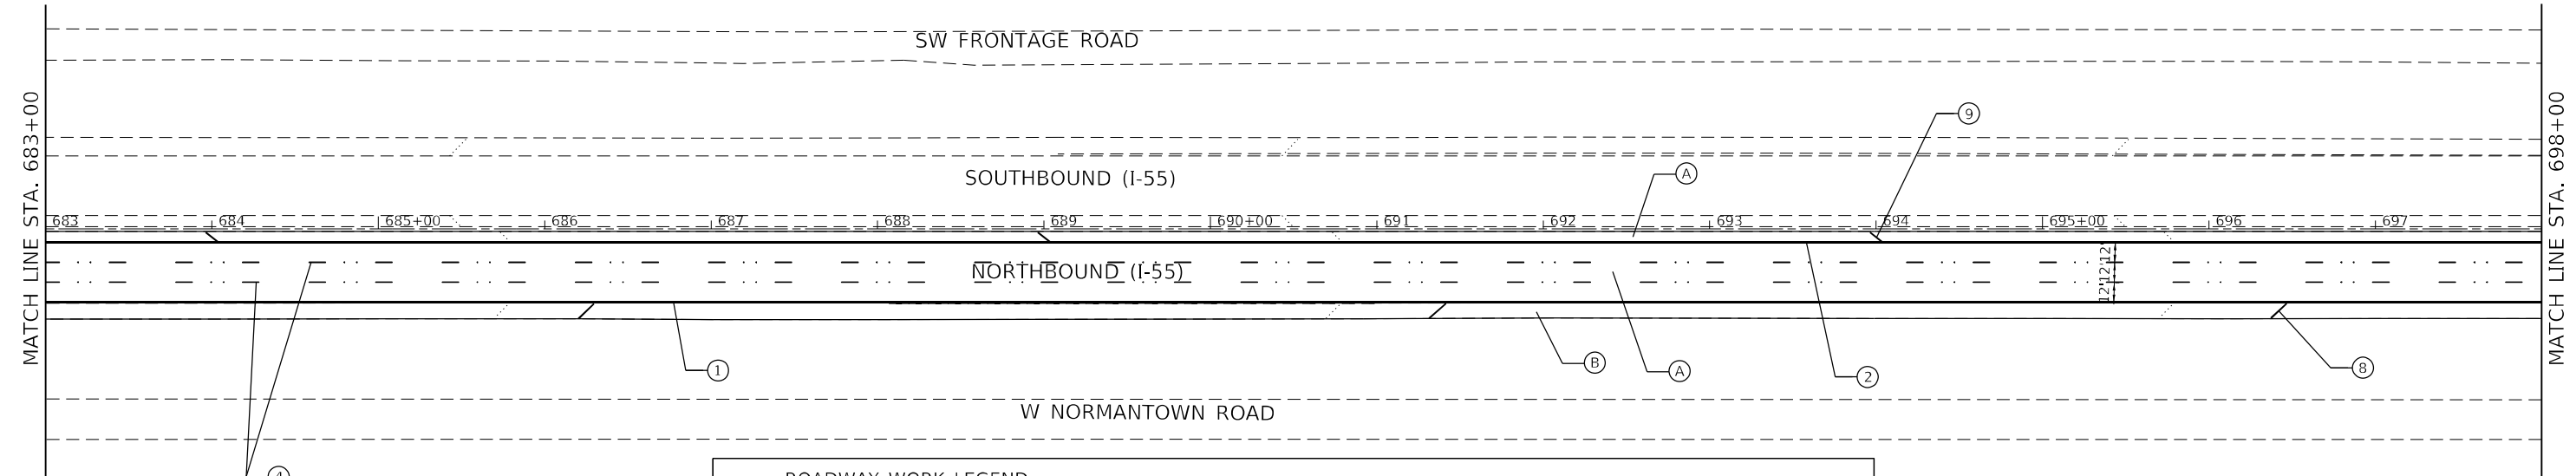 SW FRONTAGE ROAD
MATCH LINE STA. 683+00
MATCH LINE STA. 698+00
9
A
SOUTHBOUND (I-55)
683 684 685+00 686 687 688 689 690+00 691 692 693 694 695+00 696 697
NORTHBOUND (I-55)
12' 12' 12'
1
B
A
2
8
W NORMANTOWN ROAD
4
ROADWAY WORK LEGEND